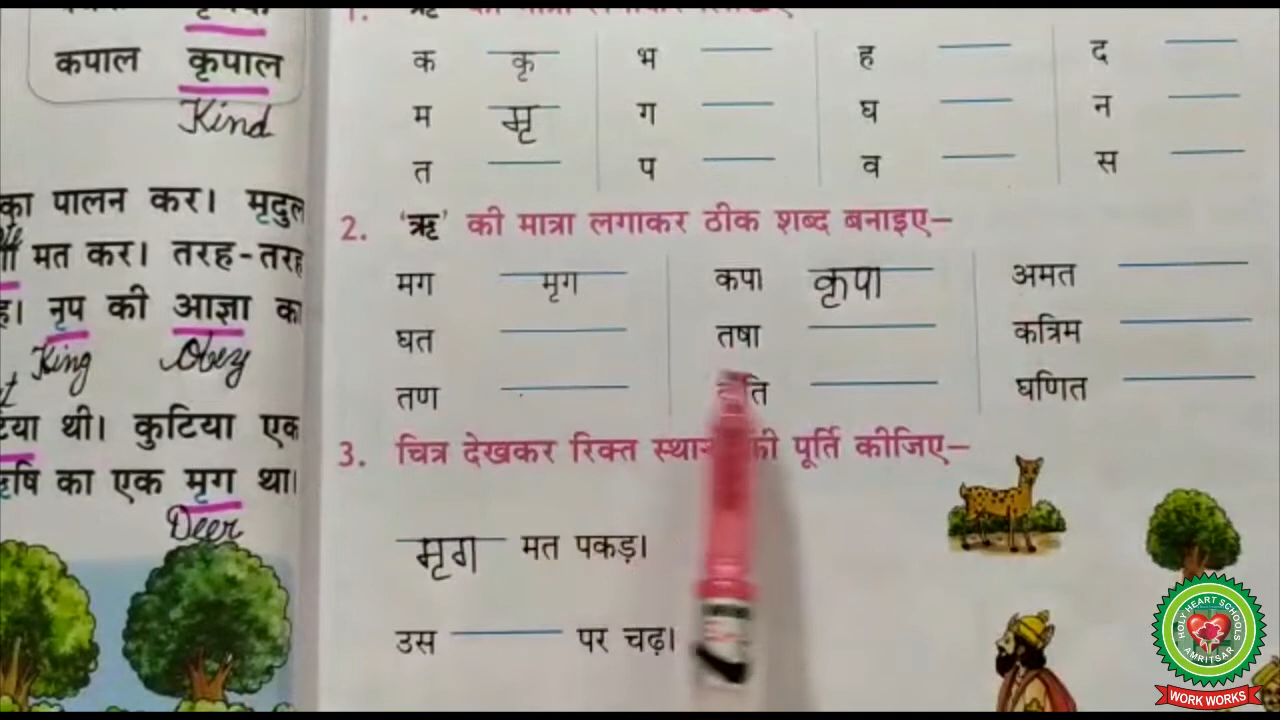 कपाल कृपाल
Kind
का पालन कर। मृदुल
मत कर। तरह-तरह
नृप की आज्ञा का
King Obey
थी। कुटिया एक
का एक मृग था।
Deer
क कृ भ ह द
म मृ ग घ न
त प व स
2. 'ऋ' की मात्रा लगाकर ठीक शब्द बनाइए–
मग मृग कपा कृपा अमत
घत तषा कत्रिम
तण घणित
3. चित्र देखकर रिक्त की पूर्ति कीजिए–
मृग मत पकड़।
उस पर चढ़।
HOLY HEART SCHOOLS
AMRITSAR
WORK WORKS